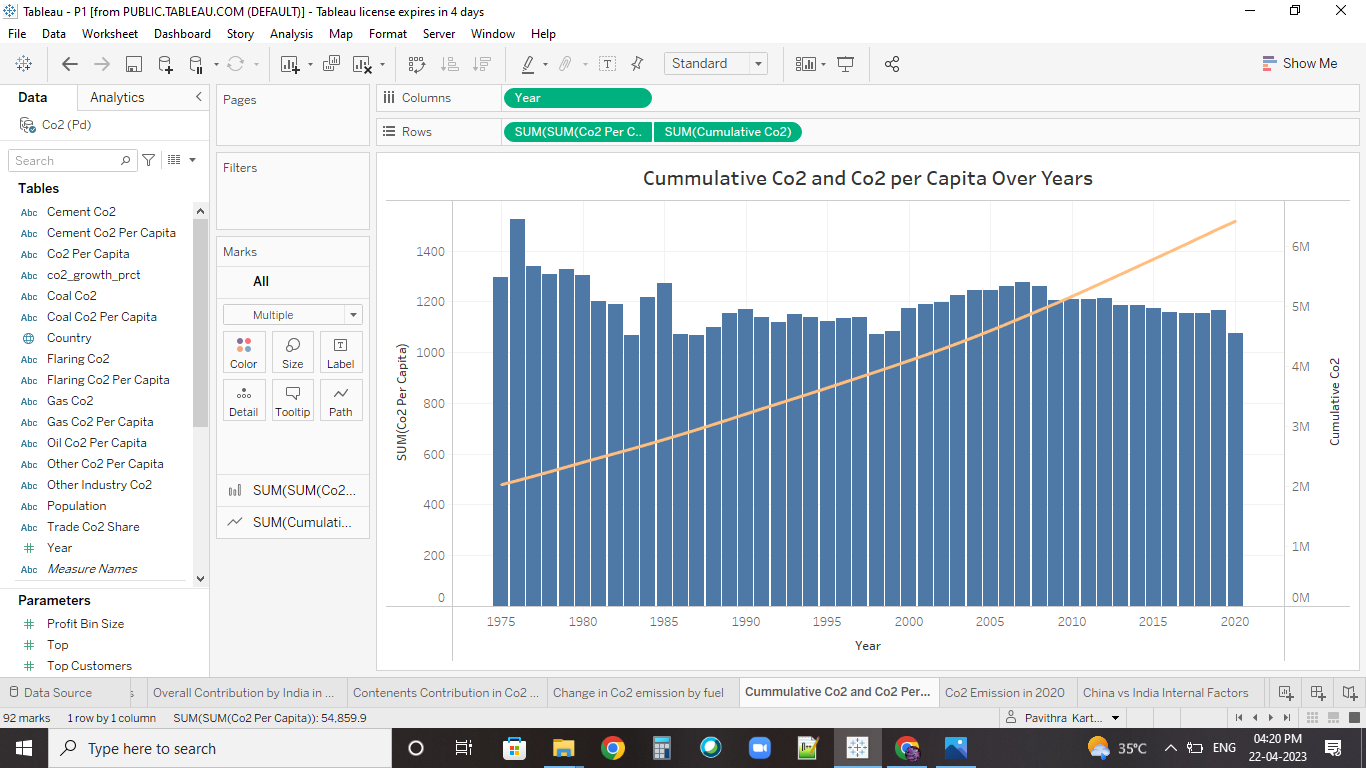 Tableau - P1 [from PUBLIC.TABLEAU.COM (DEFAULT)] - Tableau license expires in 4 days
File Data Worksheet Dashboard Story Analysis Map Format Server Window Help
Standard
Show Me
Data Analytics
Co2 (Pd)
Search
Tables
Abc Cement Co2
Abc Cement Co2 Per Capita
Abc Co2 Per Capita
Abc co2_growth_prct
Abc Coal Co2
Abc Coal Co2 Per Capita
Country
Abc Flaring Co2
Abc Flaring Co2 Per Capita
Abc Gas Co2
Abc Gas Co2 Per Capita
Abc Oil Co2 Per Capita
Abc Other Co2 Per Capita
Abc Other Industry Co2
Abc Population
Abc Trade Co2 Share
# Year
Abc Measure Names
Parameters
# Profit Bin Size
# Top
# Top Customers
Pages
Filters
Marks
All
Multiple
Color Size Label
Detail Tooltip Path
SUM(SUM(Co2...
SUM(Cumulati...
Columns Year
Rows SUM(SUM(Co2 Per C.. SUM(Cumulative Co2)
Cummulative Co2 and Co2 per Capita Over Years
SUM(Co2 Per Capita)
1400
1200
1000
800
600
400
200
0
6M
5M
4M
3M
2M
1M
0M
Cumulative Co2
1975 1980 1985 1990 1995 2000 2005 2010 2015 2020
Year
Data Source s Overall Contribution by India in ... Contenents Contribution in Co2 ... Change in Co2 emission by fuel Cummulative Co2 and Co2 Per... Co2 Emission in 2020 China vs India Internal Factors
92 marks 1 row by 1 column SUM(SUM(Co2 Per Capita)): 54,859.9
Pavithra Kart...
Type here to search
35°C ENG
04:20 PM
22-04-2023